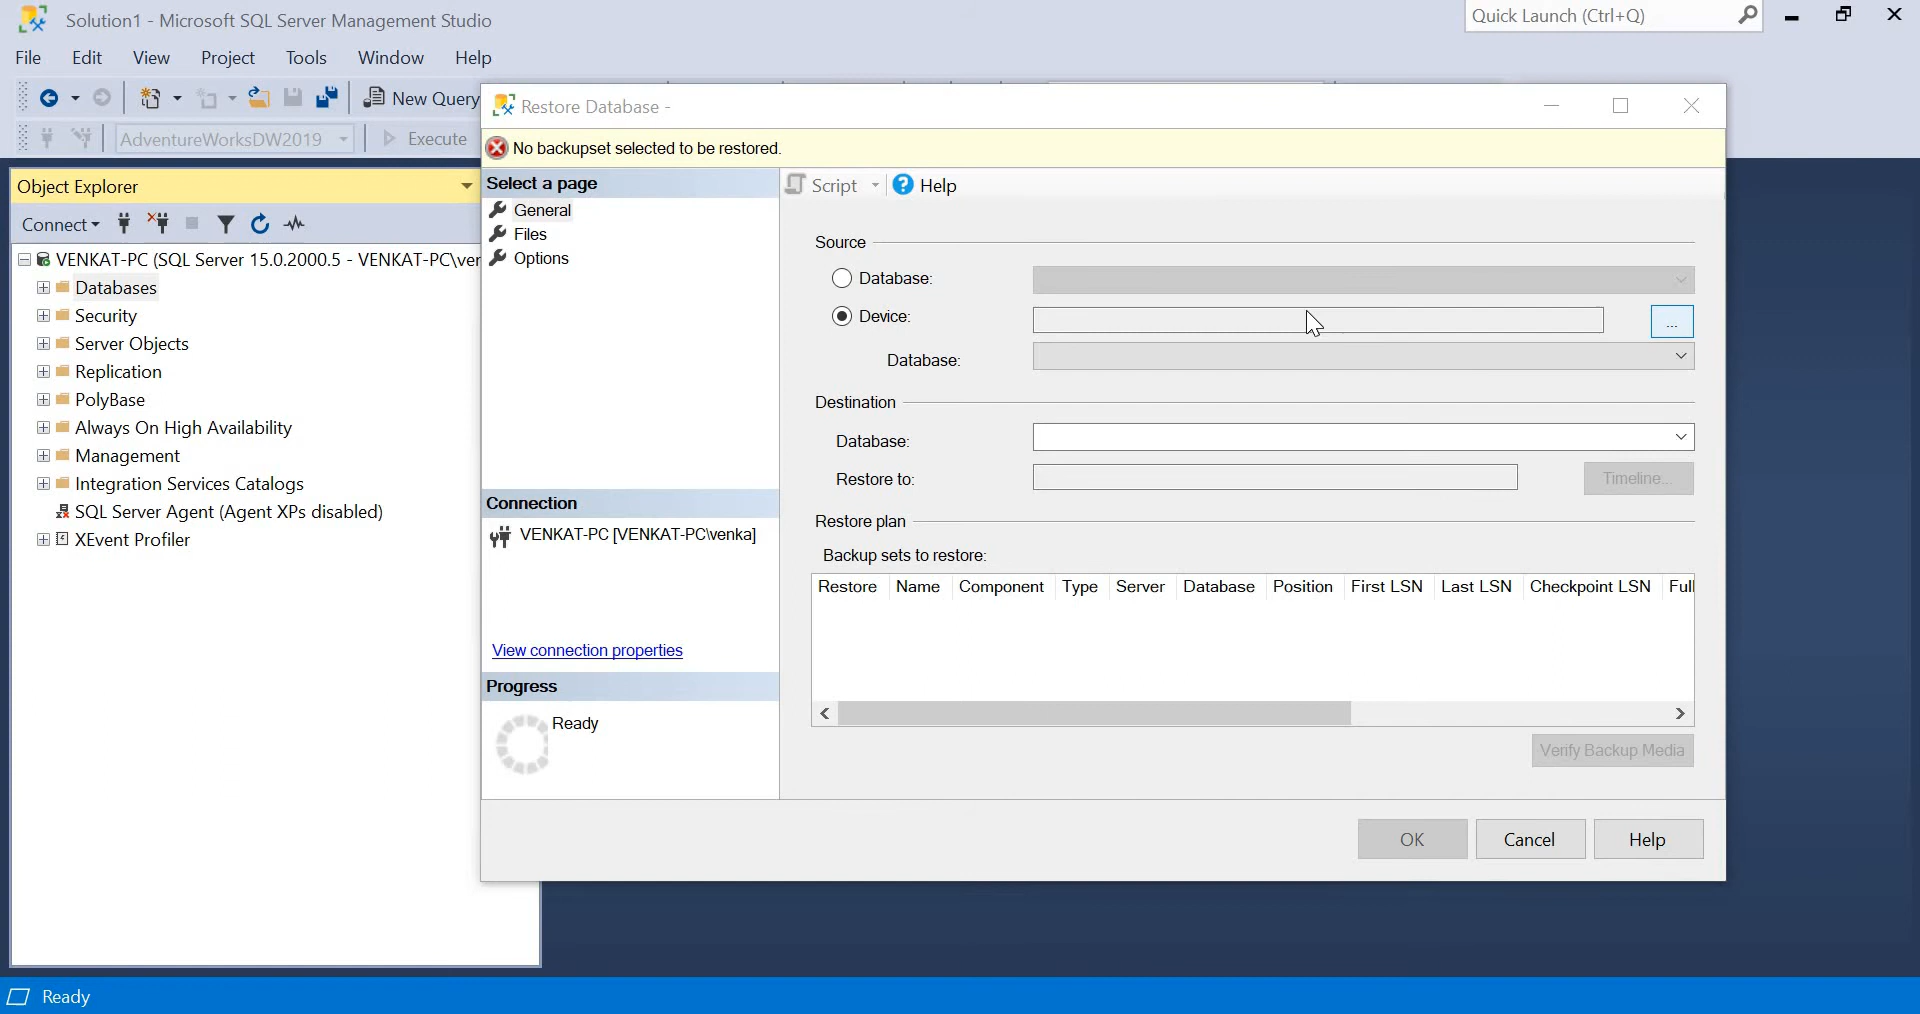 Solution1 - Microsoft SQL Server Management Studio
Quick Launch (Ctrl+Q)
File Edit View Project Tools Window Help
New Query
AdventureWorksDW2019
Execute
Restore Database -
No backupset selected to be restored.
Object Explorer
Connect
VENKAT-PC (SQL Server 15.0.2000.5 - VENKAT-PC\ver
Databases
Security
Server Objects
Replication
PolyBase
Always On High Availability
Management
Integration Services Catalogs
SQL Server Agent (Agent XPs disabled)
XEvent Profiler
Select a page
General
Files
Options
Connection
VENKAT-PC [VENKAT-PC\venka]
View connection properties
Progress
Ready
Script Help
Source
Database:
Device:
...
Database:
Destination
Database:
Restore to:
Timeline...
Restore plan
Backup sets to restore:
Restore Name Component Type Server Database Position First LSN Last LSN Checkpoint LSN Full
Verify Backup Media
OK Cancel Help
Ready